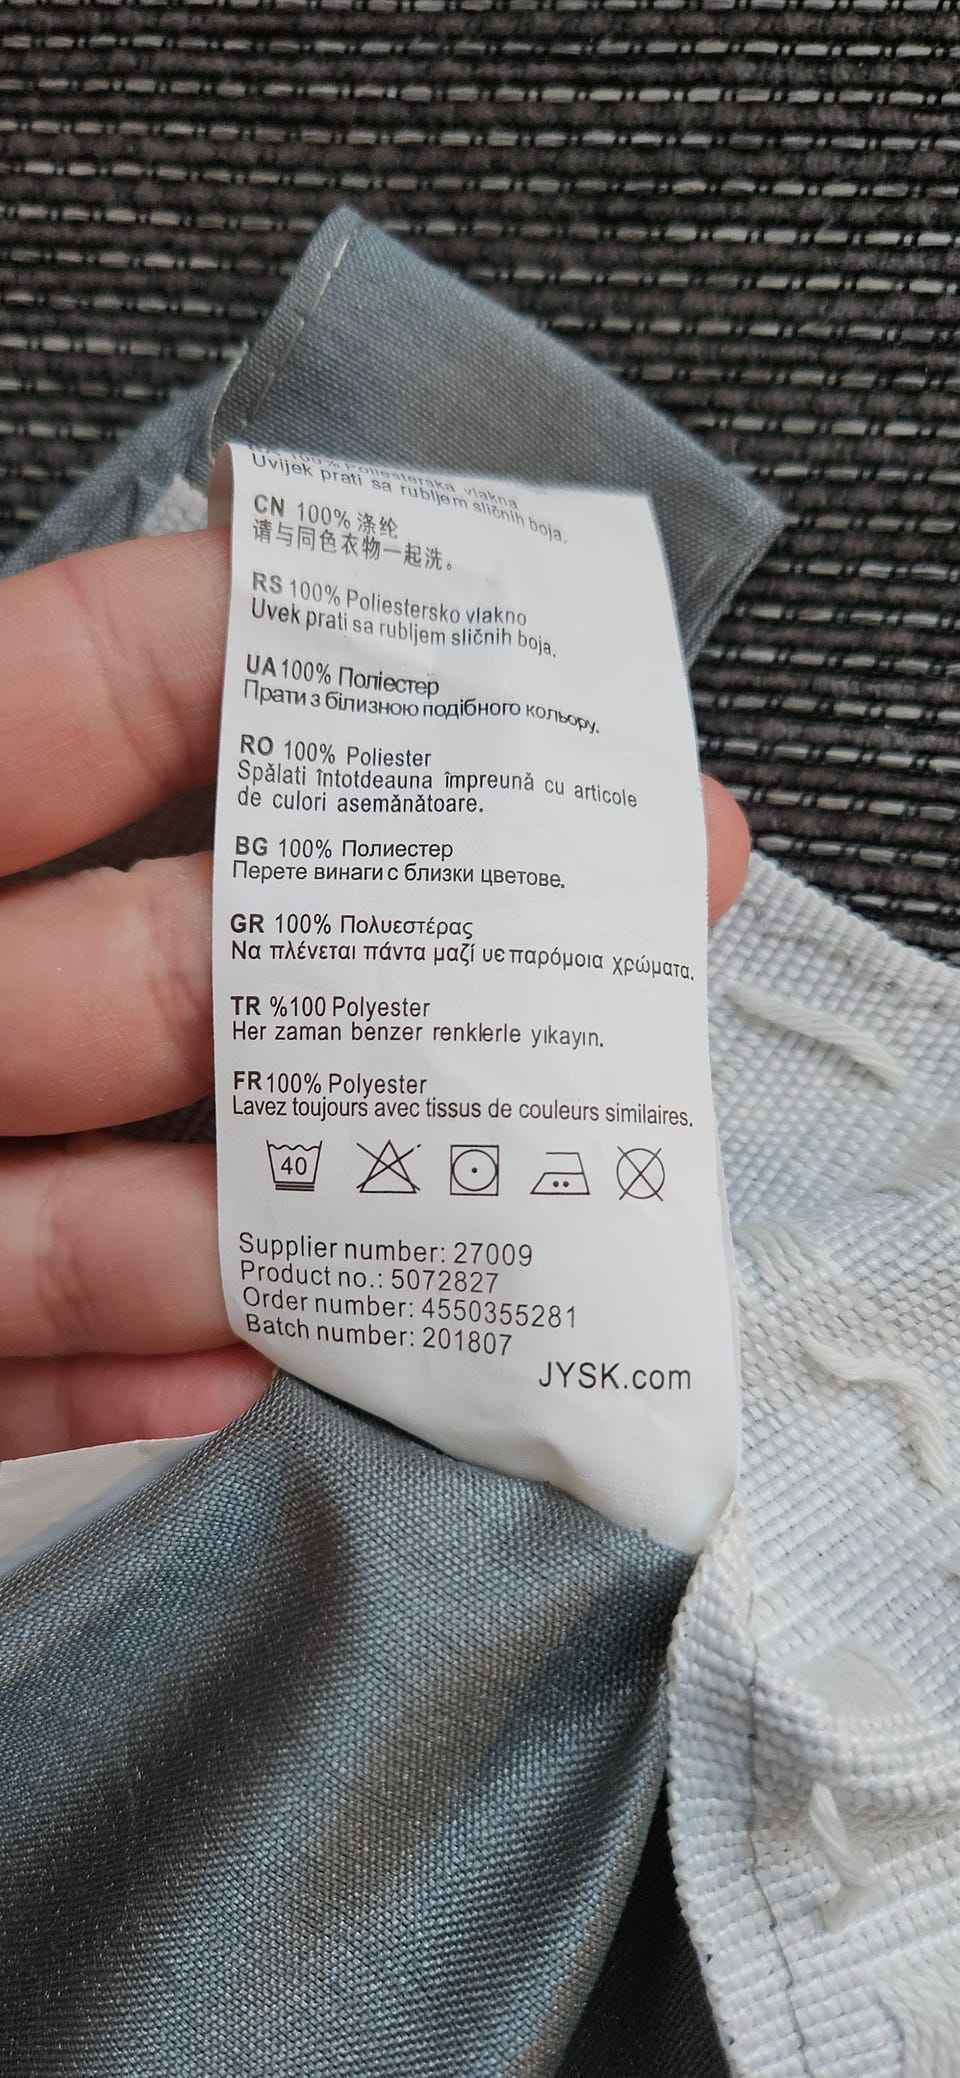 100% Poliesterska vlakna
Uvijek prati sa rubljem sličnih boja.
CN 100% 涤纶
请与同色衣物一起洗。
RS 100% Poliestersko vlakno
Uvek prati sa rubljem sličnih boja.
UA 100% Поліестер
Прати з білизною подібного кольору.
RO 100% Poliester
Spălati întotdeauna împreună cu articole
de culori asemănătoare.
BG 100% Полиестер
Перете винаги с близки цветове.
GR 100% Πολυεστέρας
Να πλένεται πάντα μαζί υε παρόμοια χρώματα.
TR %100 Polyester
Her zaman benzer renklerle yıkayın.
FR 100% Polyester
Lavez toujours avec tissus de couleurs similaires.
40
Supplier number: 27009
Product no.: 5072827
Order number: 4550355281
Batch number: 201807
JYSK.com